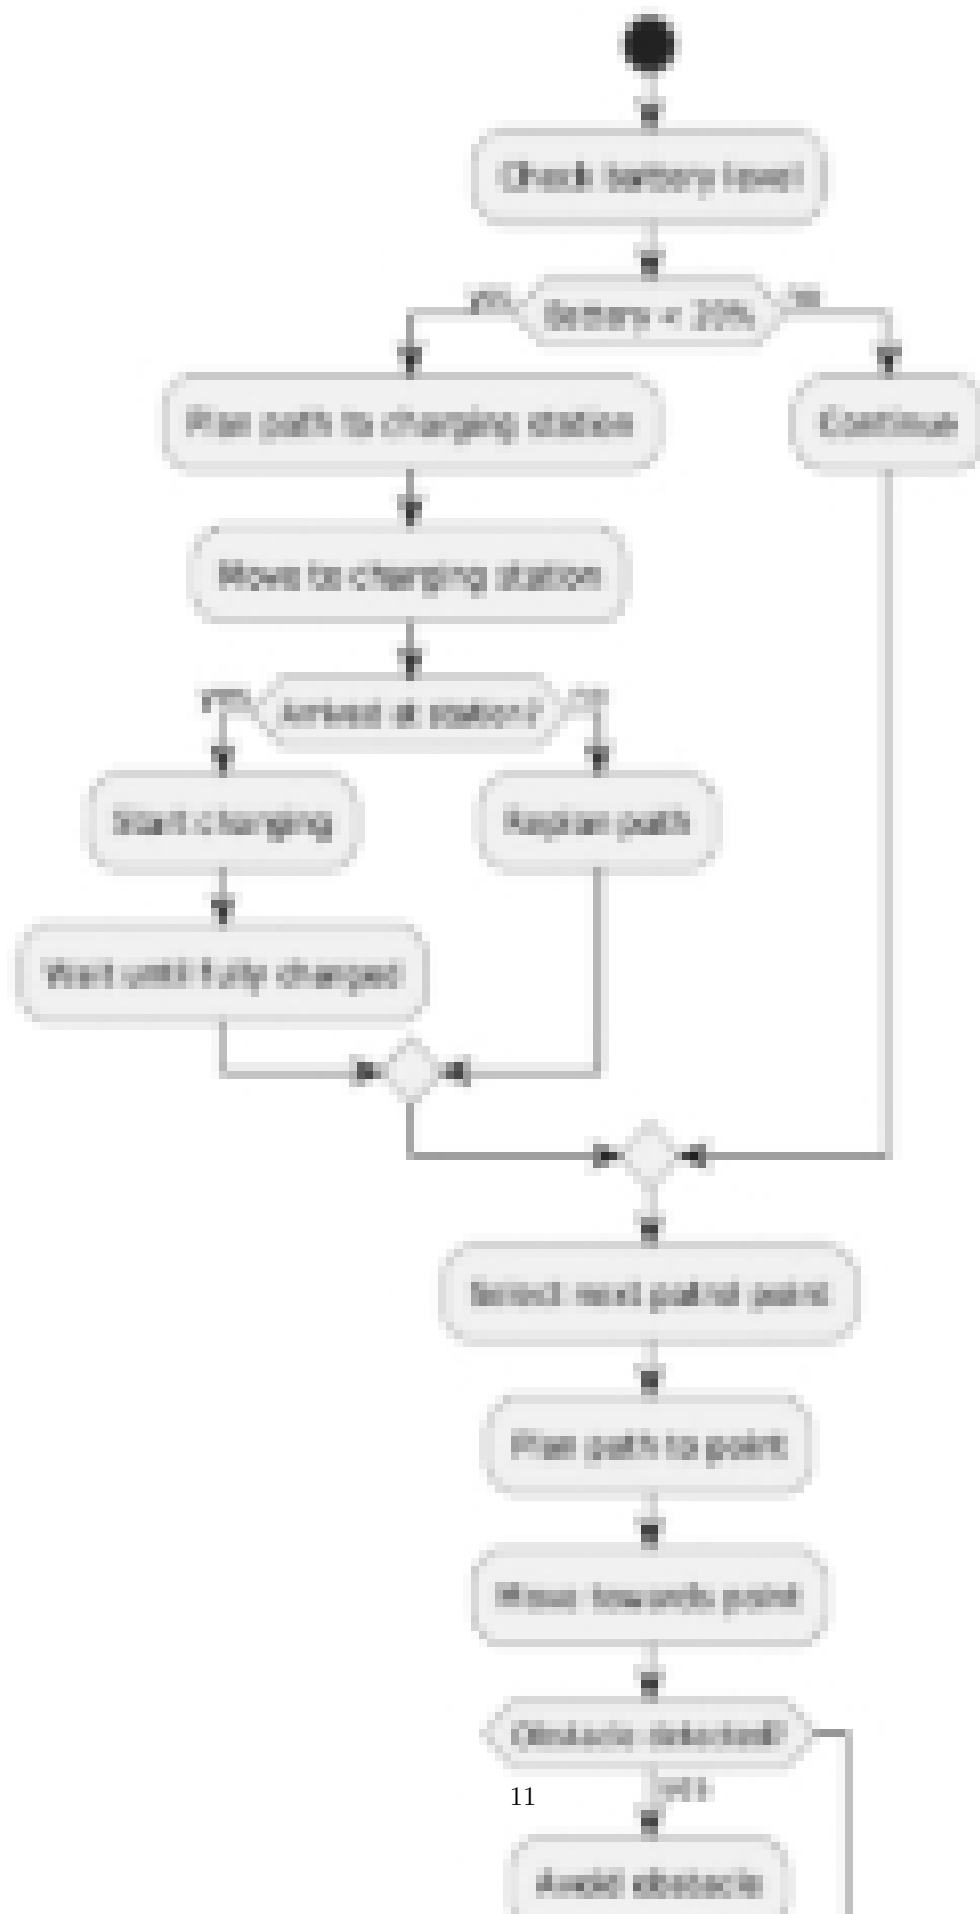 Check battery level
yes
Battery < 20%
no
Plan path to charging station
Continue
Move to charging station
yes
Arrived at station?
no
Start charging
Replan path
Wait until fully charged
Select next patrol point
Plan path to point
Move towards point
Obstacle detected?
yes
11
Avoid obstacle